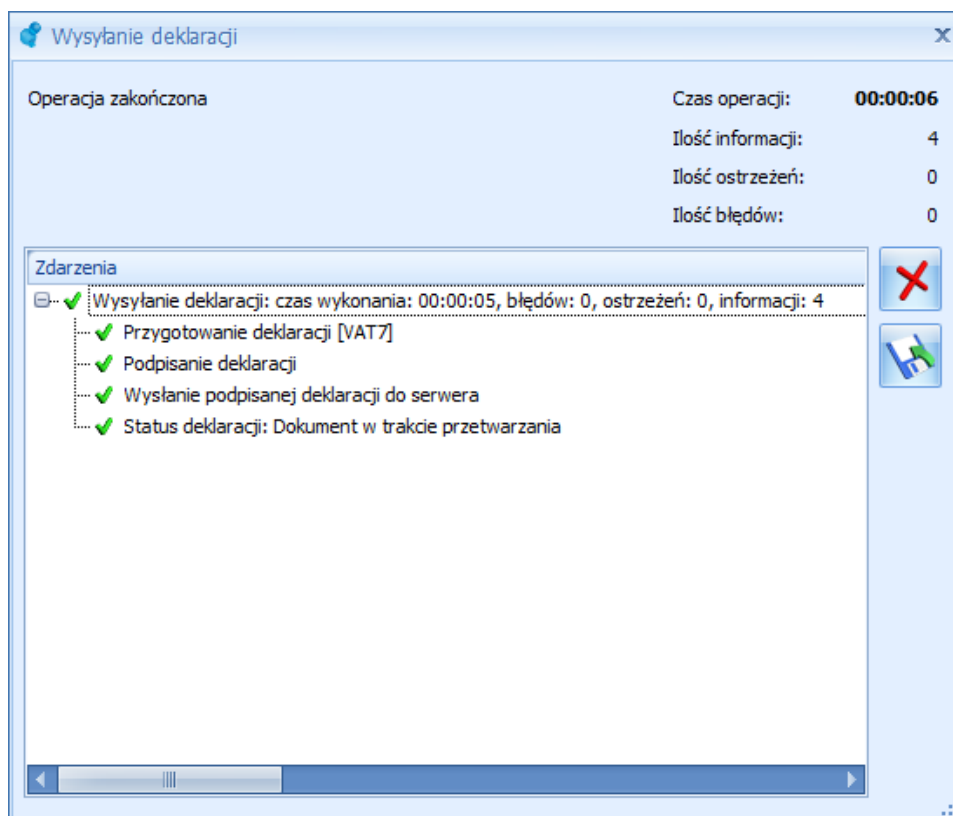 Wysyłanie deklaracji
Operacja zakończona
Czas operacji: 00:00:06
Ilość informacji: 4
Ilość ostrzeżeń: 0
Ilość błędów: 0
Zdarzenia
Wysyłanie deklaracji: czas wykonania: 00:00:05, błędów: 0, ostrzeżeń: 0, informacji: 4
Przygotowanie deklaracji [VAT7]
Podpisanie deklaracji
Wysłanie podpisanej deklaracji do serwera
Status deklaracji: Dokument w trakcie przetwarzania